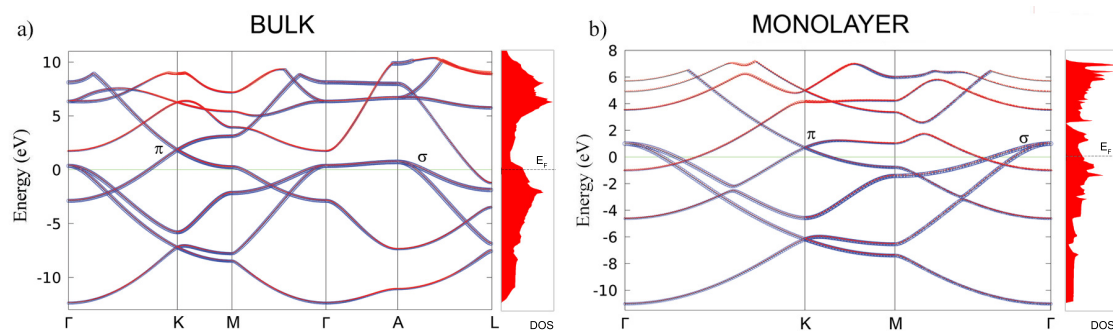 BULK
MONOLAYER
a)
b)
Energy (eV)
10
5
0
-5
-10
π
σ
Γ
K
M
Γ
A
L
E_F
DOS
Energy (eV)
8
6
4
2
0
-2
-4
-6
-8
-10
π
σ
Γ
K
M
Γ
E_F
DOS